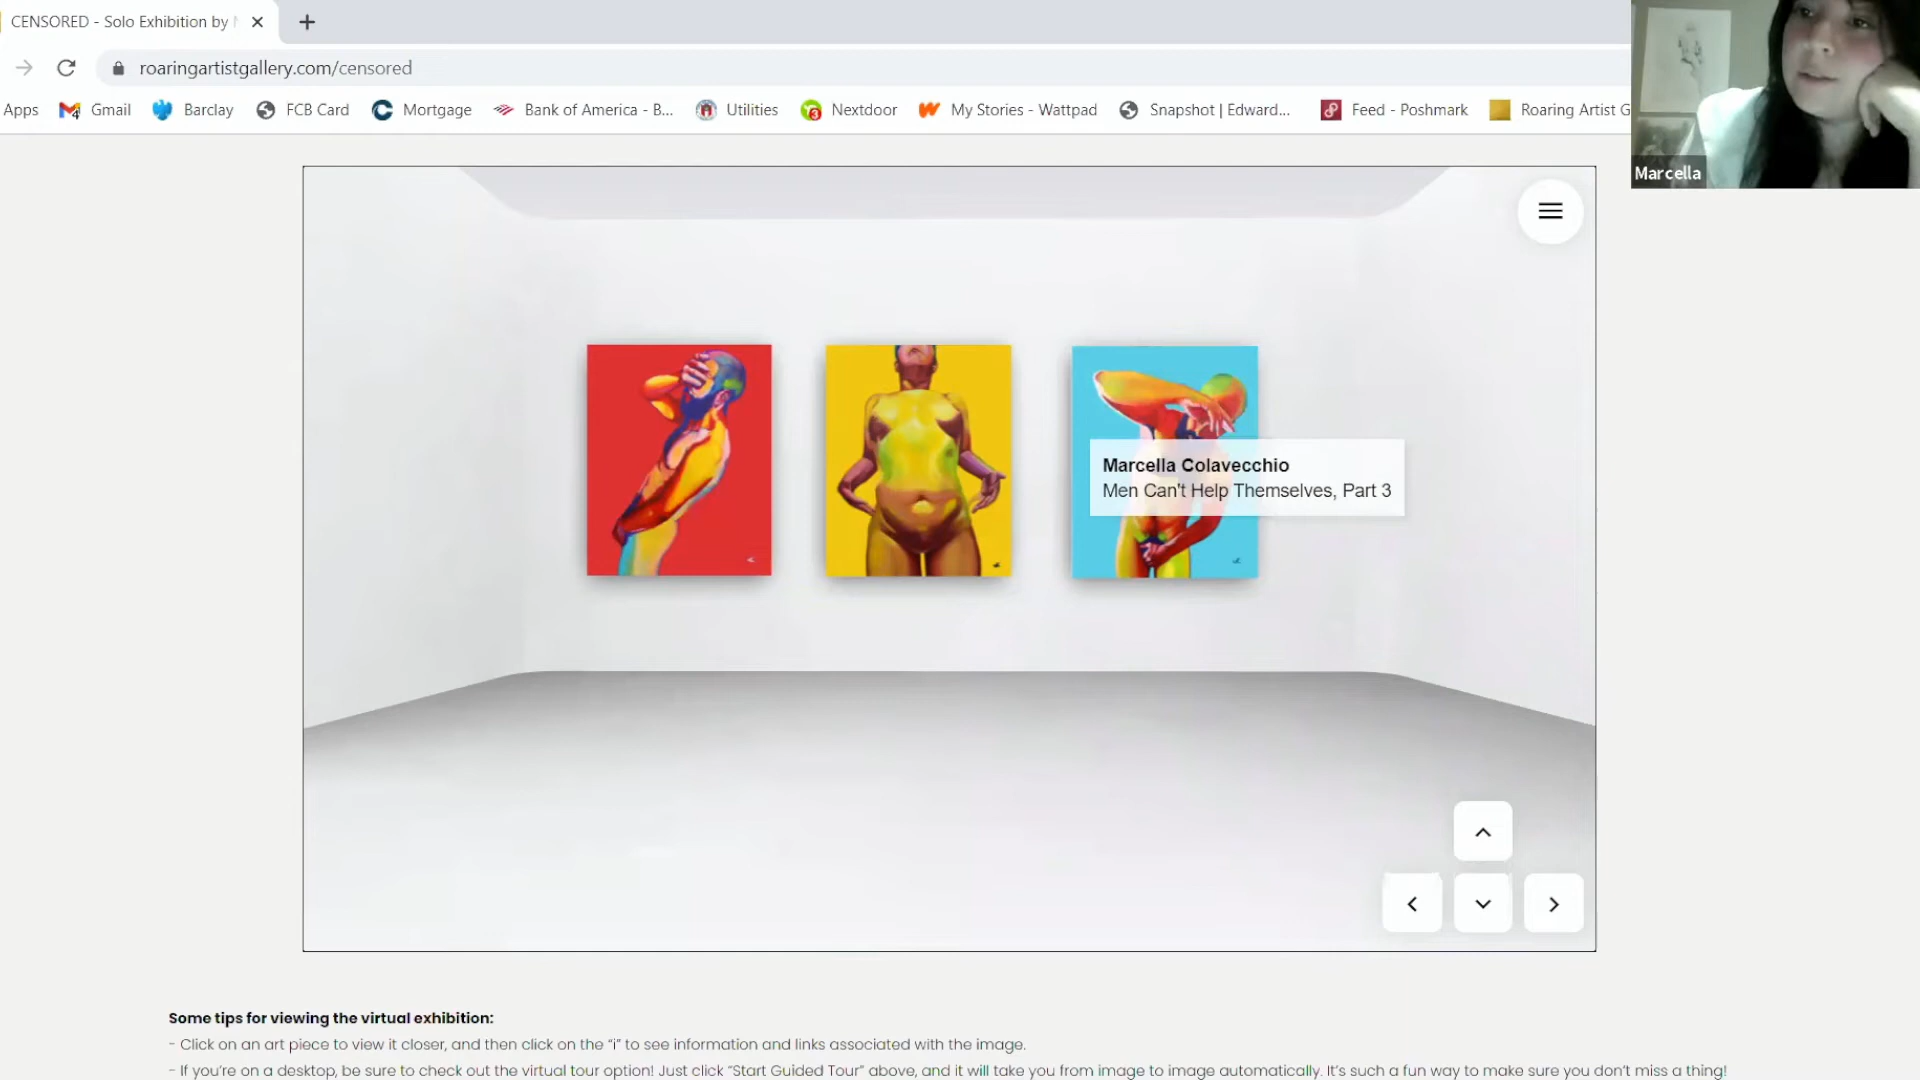 CENSORED - Solo Exhibition by
roaringartistgallery.com/censored
Apps Gmail Barclay FCB Card Mortgage Bank of America - B... Utilities Nextdoor My Stories - Wattpad Snapshot | Edward... Feed - Poshmark Roaring Artist G
Marcella
Marcella Colavecchio
Men Can't Help Themselves, Part 3
Some tips for viewing the virtual exhibition:
- Click on an art piece to view it closer, and then click on the “i” to see information and links associated with the image.
- If you’re on a desktop, be sure to check out the virtual tour option! Just click “Start Guided Tour” above, and it will take you from image to image automatically. It’s such a fun way to make sure you don’t miss a thing!